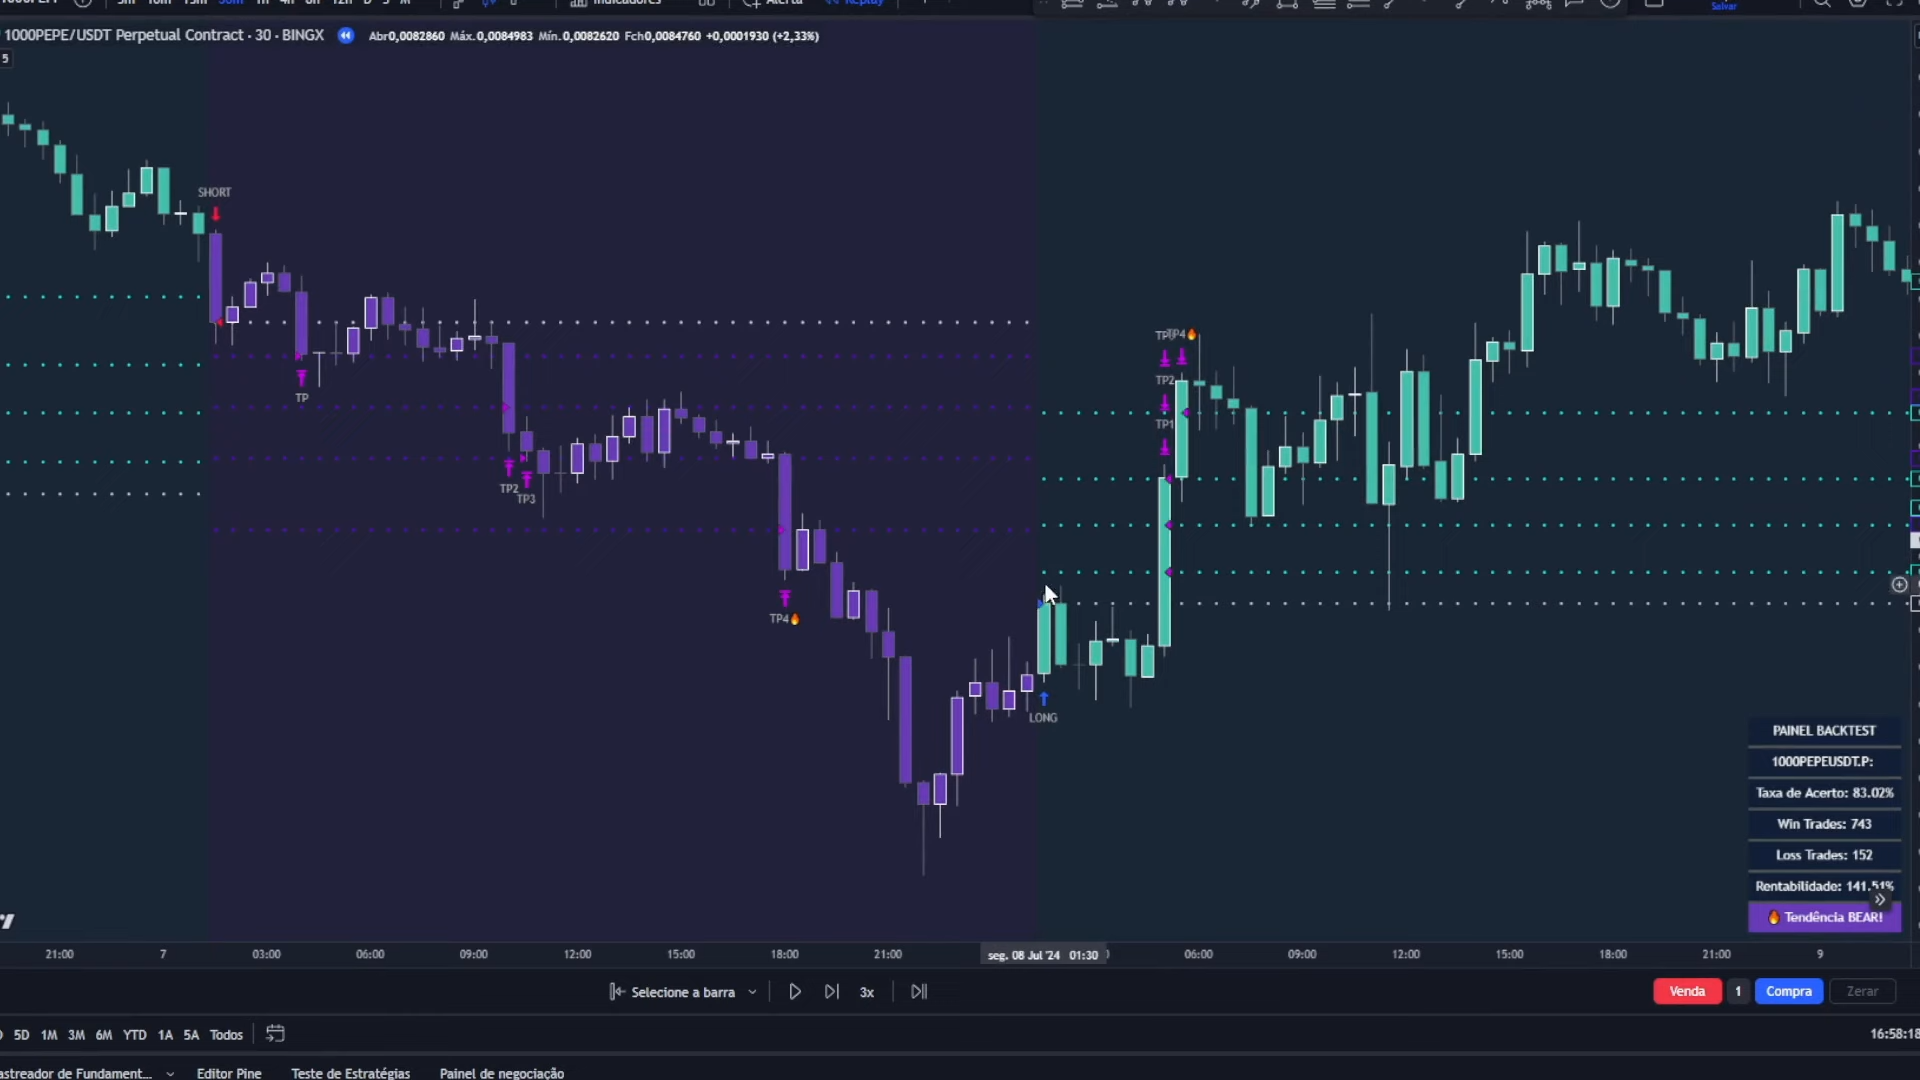 1000PEPE/USDT Perpetual Contract · 30 · BINGX Abr0,0082860 Máx.0,0084983 Mín.0,0082620 Fch0,0084760 +0,0001930 (+2,33%)
5
SHORT
TP
TP2
TP3
TP4🔥
LONG
TP4🔥
TP2
TP1
PAINEL BACKTEST
1000PEPEUSDT.P:
Taxa de Acerto: 83.02%
Win Trades: 743
Loss Trades: 152
Rentabilidade: 141.51%
🔥 Tendência BEAR!
21:00 7 03:00 06:00 09:00 12:00 15:00 18:00 21:00 seg. 08 Jul '24 01:30 06:00 09:00 12:00 15:00 18:00 21:00 9
Selecione a barra 3x Venda 1 Compra Zerar
5D 1M 3M 6M YTD 1A 5A Todos 16:58:18
Editor Pine Teste de Estratégias Painel de negociação